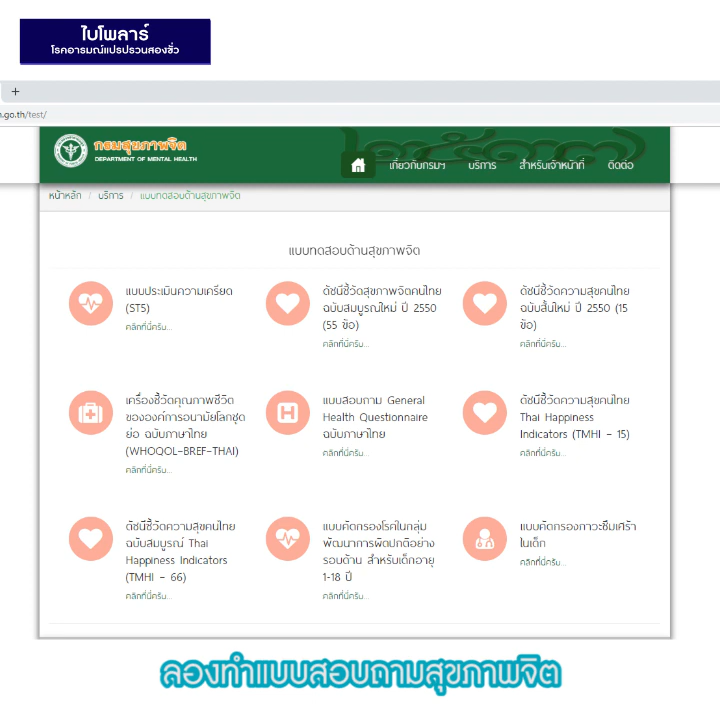 ไบโพลาร์
โรคอารมณ์แปรปรวนสองขั่ว
+
.go.th/test/
กรมสุขภาพจิต
DEPARTMENT OF MENTAL HEALTH
เกี่ยวกับกรมฯ บริการ สำหรับเจ้าหน้าที่ ติดต่อ
หน้าหลัก / บริการ / แบบทดสอบด้านสุขภาพจิต
แบบทดสอบด้านสุขภาพจิต
แบบประเมินความเครียด
(ST5)
คลิกที่นี่ครับ...
ดัชนีชี้วัดสุขภาพจิตคนไทย
ฉบับสมบูรณ์ใหม่ ปี 2550
(55 ข้อ)
คลิกที่นี่ครับ...
ดัชนีชี้วัดความสุขคนไทย
ฉบับสั้นใหม่ ปี 2550 (15
ข้อ)
คลิกที่นี่ครับ...
เครื่องชี้วัดคุณภาพชีวิต
ขององค์การอนามัยโลกชุด
ย่อ ฉบับภาษาไทย
(WHOQOL-BREF-THAI)
คลิกที่นี่ครับ...
แบบสอบถาม General
Health Questionnaire
ฉบับภาษาไทย
คลิกที่นี่ครับ...
ดัชนีชี้วัดความสุขคนไทย
Thai Happiness
Indicators (TMHI - 15)
คลิกที่นี่ครับ...
ดัชนีชี้วัดความสุขคนไทย
ฉบับสมบูรณ์ Thai
Happiness Indicators
(TMHI - 66)
คลิกที่นี่ครับ...
แบบคัดกรองโรคในกลุ่ม
พัฒนาการผิดปกติอย่าง
รอบด้าน สำหรับเด็กอายุ
1-18 ปี
คลิกที่นี่ครับ...
แบบคัดกรองภาวะซึมเศร้า
ในเด็ก
คลิกที่นี่ครับ...
ลองทำแบบสอบถามสุขภาพจิต